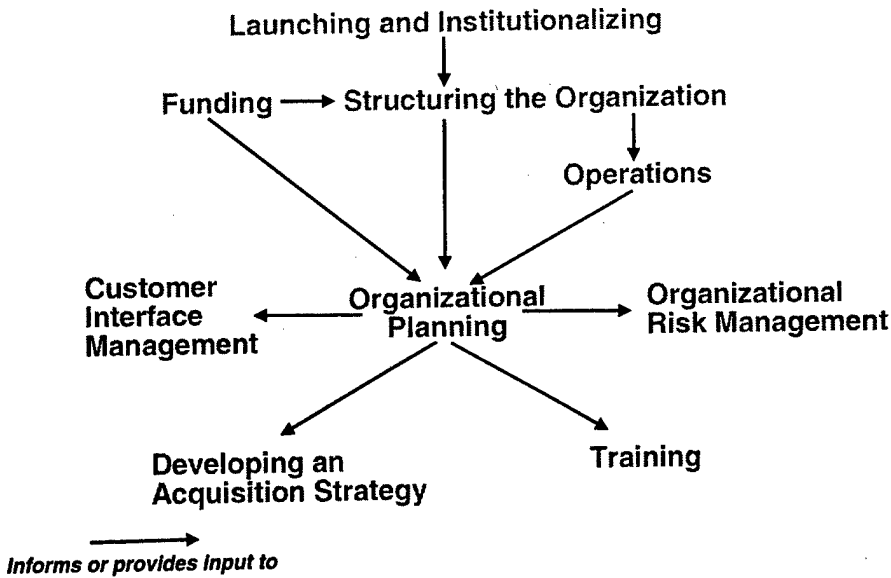 Launching and Institutionalizing
Funding
Structuring the Organization
Operations
Customer
Interface
Management
Organizational
Planning
Organizational
Risk Management
Developing an
Acquisition Strategy
Training
Informs or provides input to